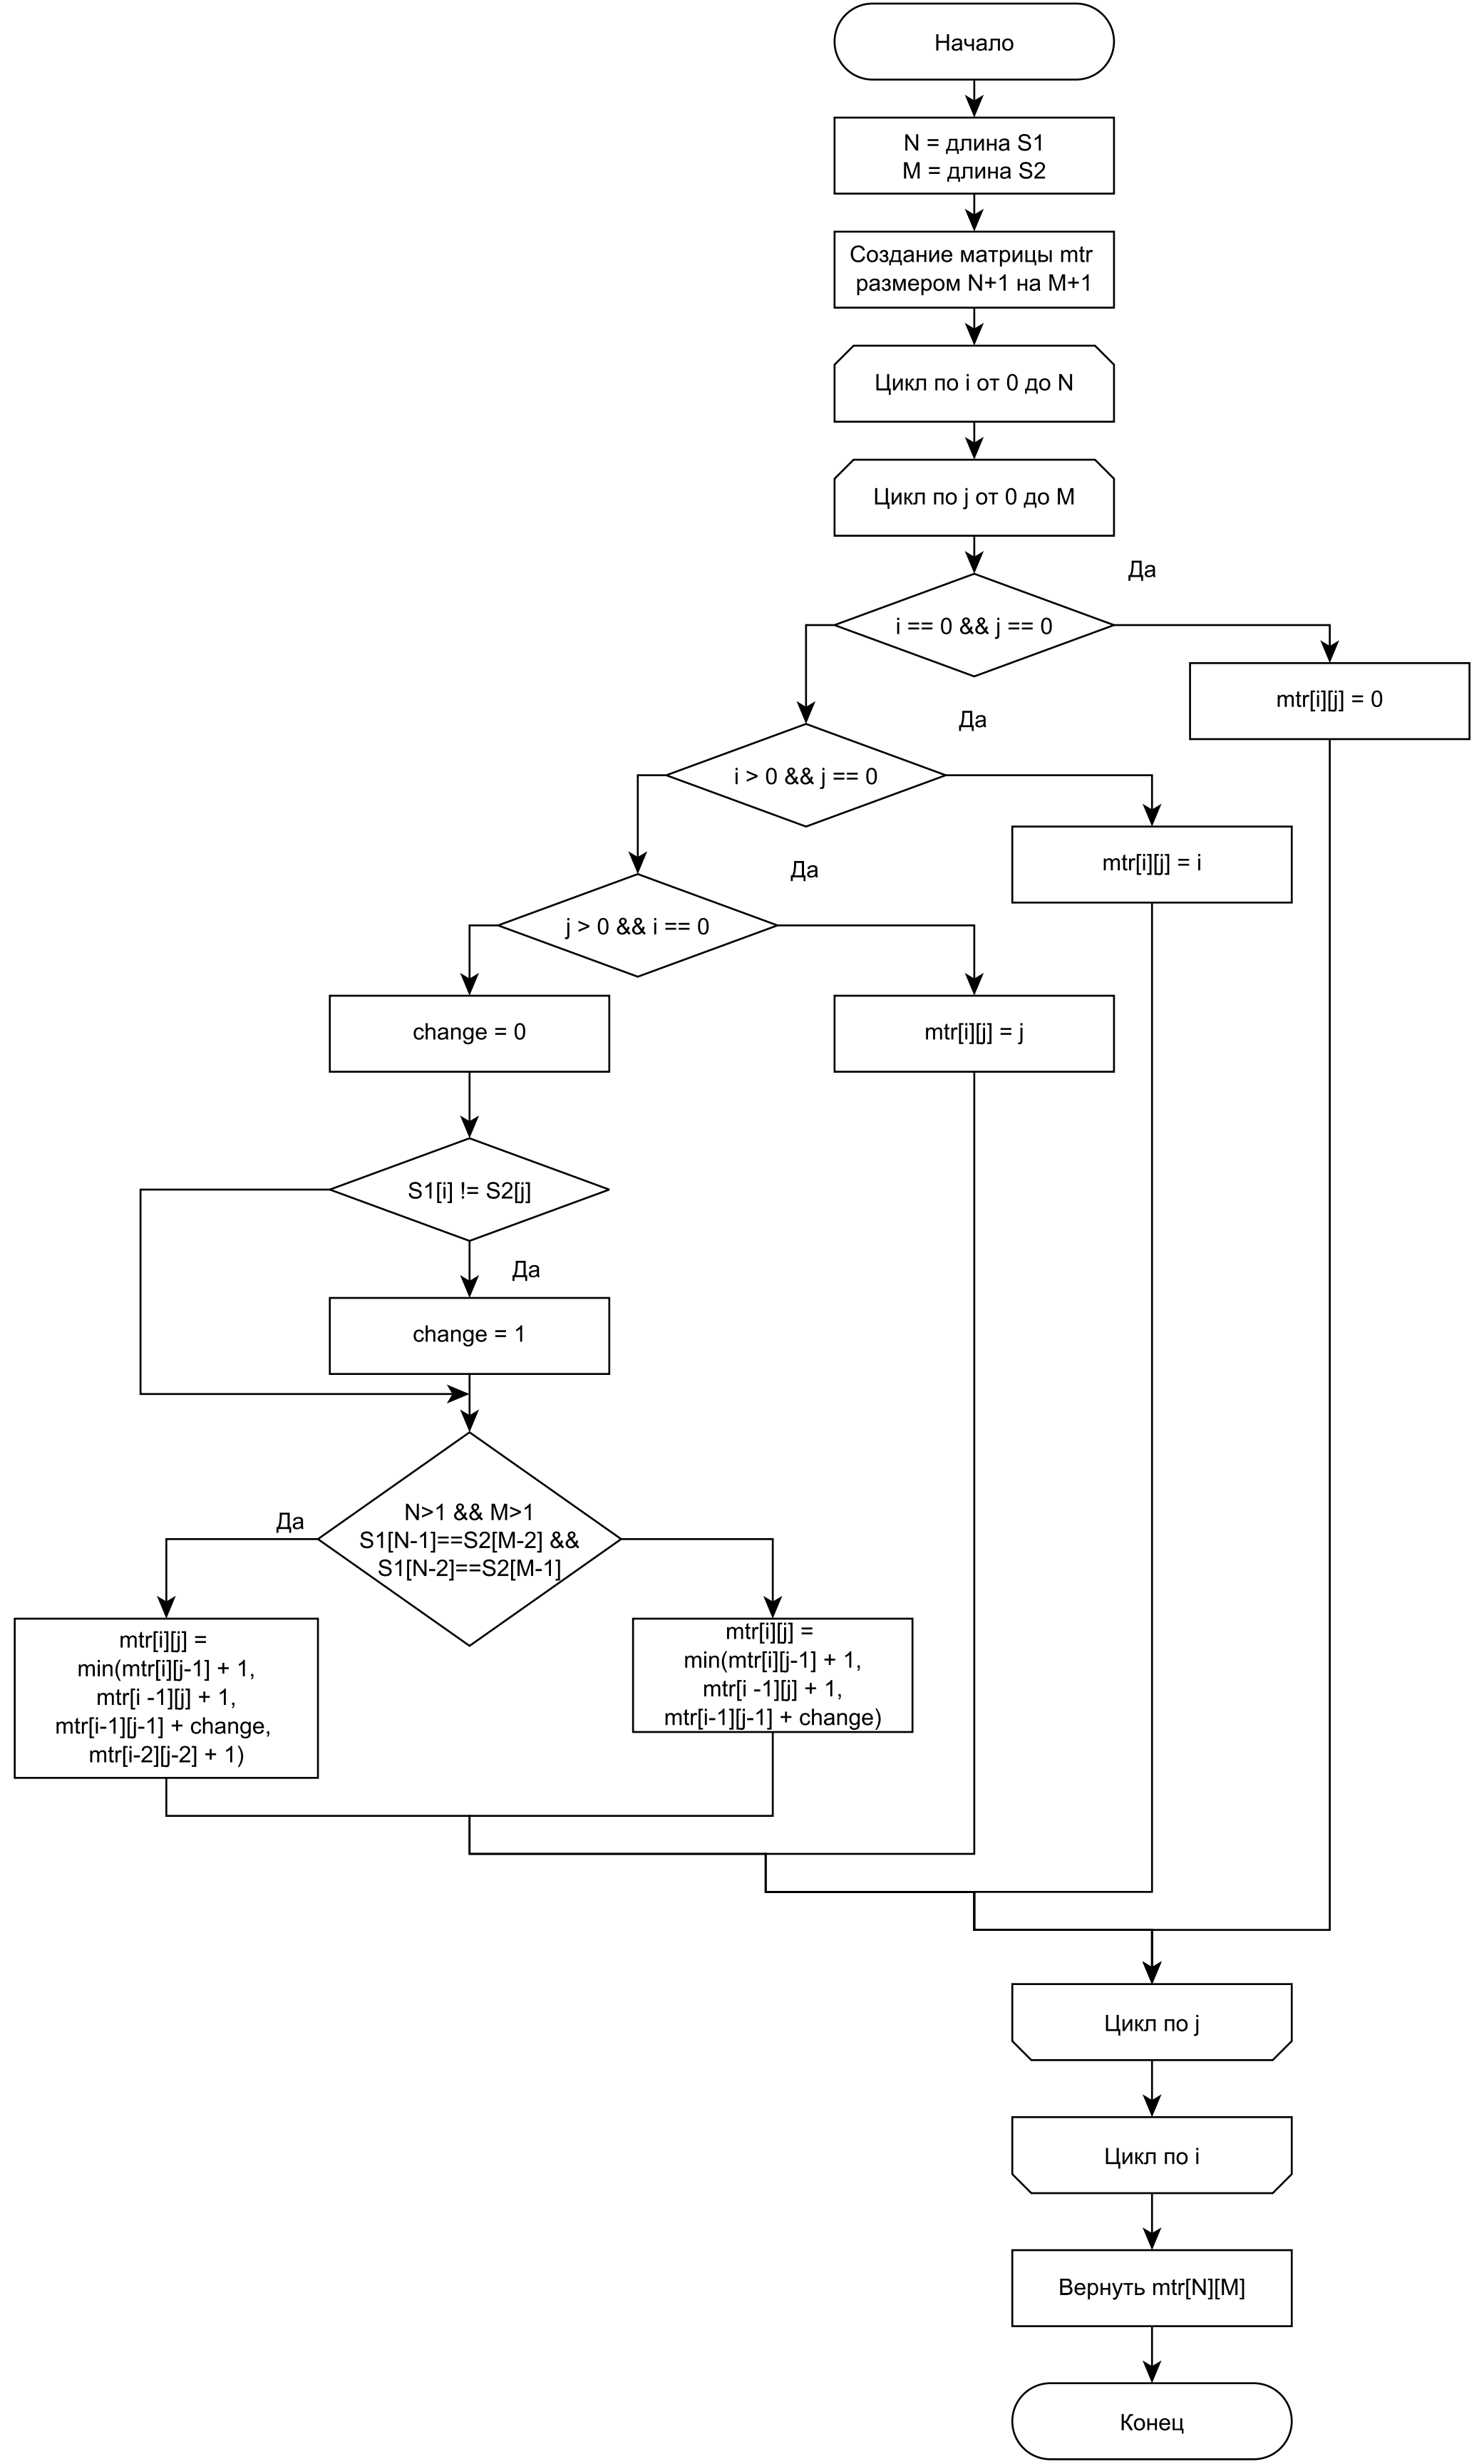 Начало
N = длина S1
M = длина S2
Создание матрицы mtr
размером N+1 на M+1
Цикл по i от 0 до N
Цикл по j от 0 до M
Да
i == 0 && j == 0
mtr[i][j] = 0
Да
i > 0 && j == 0
mtr[i][j] = i
Да
j > 0 && i == 0
change = 0
mtr[i][j] = j
S1[i] != S2[j]
Да
change = 1
Да
N>1 && M>1
S1[N-1]==S2[M-2] &&
S1[N-2]==S2[M-1]
mtr[i][j] =
min(mtr[i][j-1] + 1,
mtr[i -1][j] + 1,
mtr[i-1][j-1] + change,
mtr[i-2][j-2] + 1)
mtr[i][j] =
min(mtr[i][j-1] + 1,
mtr[i -1][j] + 1,
mtr[i-1][j-1] + change)
Цикл по j
Цикл по i
Вернуть mtr[N][M]
Конец